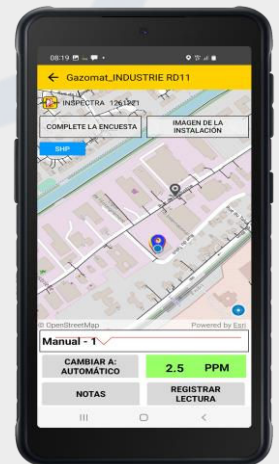 08:19
Gazomat_INDUSTRIE RD11
INSPECTRA 1261221
COMPLETE LA ENCUESTA
IMAGEN DE LA INSTALACIÓN
SHP
© OpenStreetMap
Powered by Esri
Manual - 1
CAMBIAR A:
AUTOMÁTICO
2.5 PPM
NOTAS
REGISTRAR
LECTURA